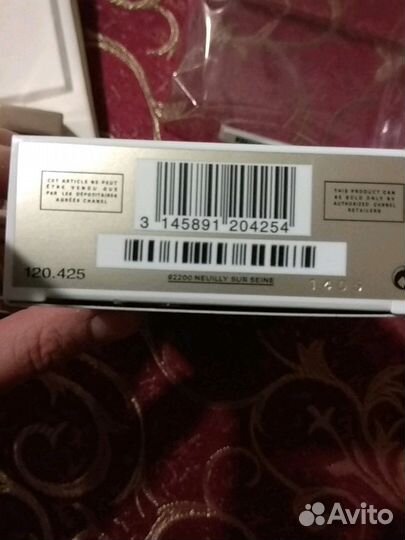 CET ARTICLE NE PEUT
ÊTRE VENDU QUE
PAR LES DÉPOSITAIRES
AGRÉÉS CHANEL
THIS PRODUCT CAN
BE SOLD ONLY BY
AUTHORIZED CHANEL
RETAILERS
3 145891 204254
120.425
92200 NEUILLY SUR SEINE
Avito